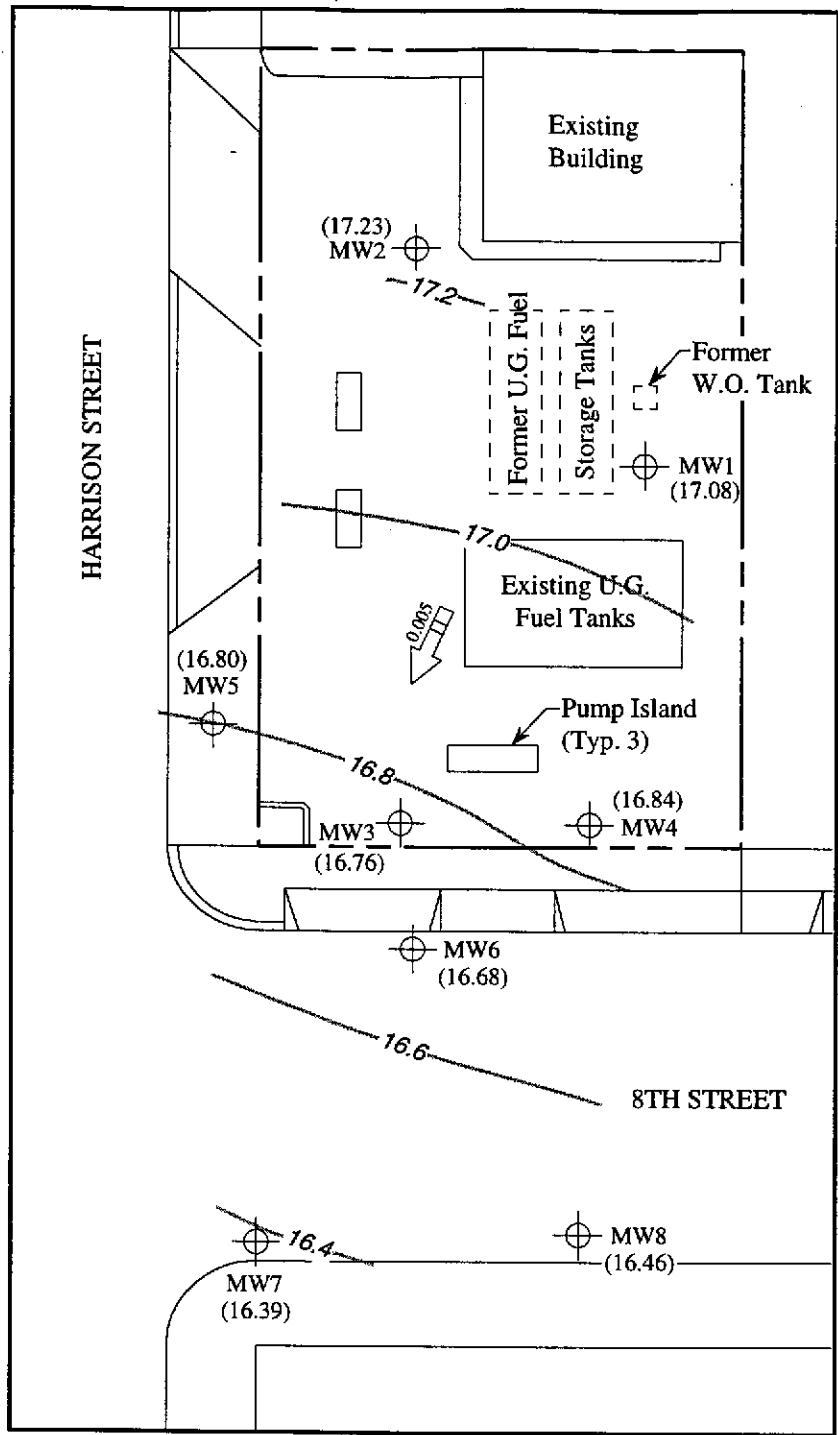 Existing
Building
(17.23)
MW2
17.2
Former U.G. Fuel
Storage Tanks
Former
W.O. Tank
MW1
(17.08)
HARRISON STREET
17.0
Existing U.G.
Fuel Tanks
0.005
(16.80)
MW5
Pump Island
(Typ. 3)
16.8
MW3
(16.76)
(16.84)
MW4
MW6
(16.68)
16.6
8TH STREET
16.4
MW7
(16.39)
MW8
(16.46)